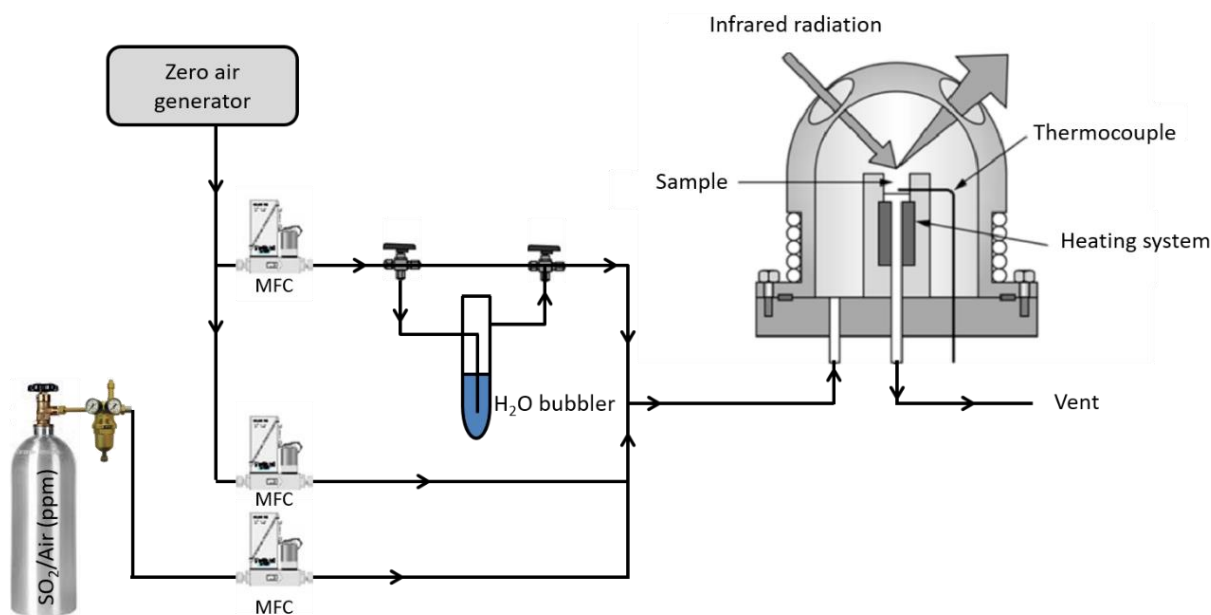 Infrared radiation
Zero air
generator
Thermocouple
Sample
Heating system
MFC
H₂O bubbler
Vent
MFC
SO₂/Air (ppm)
MFC